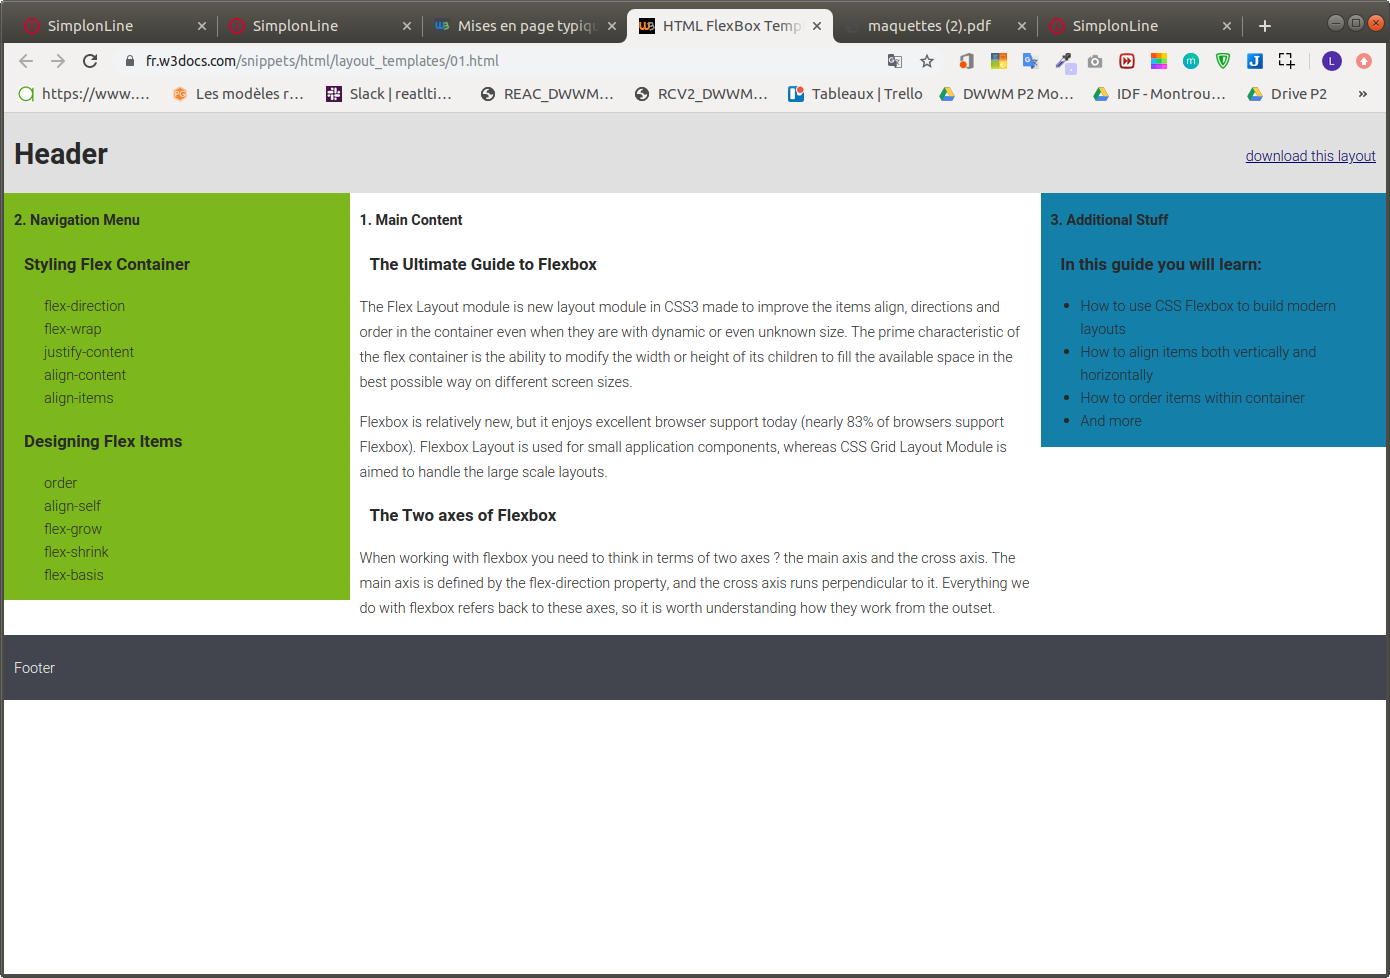 SimplonLine
SimplonLine
Mises en page typiqu
HTML FlexBox Temp
maquettes (2).pdf
SimplonLine
fr.w3docs.com/snippets/html/layout_templates/01.html
https://www....
Les modèles r...
Slack | reatlti...
REAC_DWWM...
RCV2_DWWM...
Tableaux | Trello
DWWM P2 Mo...
IDF - Montrou...
Drive P2
»
Header
download this layout
2. Navigation Menu
Styling Flex Container
flex-direction
flex-wrap
justify-content
align-content
align-items
Designing Flex Items
order
align-self
flex-grow
flex-shrink
flex-basis
1. Main Content
The Ultimate Guide to Flexbox
The Flex Layout module is new layout module in CSS3 made to improve the items align, directions and
order in the container even when they are with dynamic or even unknown size. The prime characteristic of
the flex container is the ability to modify the width or height of its children to fill the available space in the
best possible way on different screen sizes.
Flexbox is relatively new, but it enjoys excellent browser support today (nearly 83% of browsers support
Flexbox). Flexbox Layout is used for small application components, whereas CSS Grid Layout Module is
aimed to handle the large scale layouts.
The Two axes of Flexbox
When working with flexbox you need to think in terms of two axes ? the main axis and the cross axis. The
main axis is defined by the flex-direction property, and the cross axis runs perpendicular to it. Everything we
do with flexbox refers back to these axes, so it is worth understanding how they work from the outset.
3. Additional Stuff
In this guide you will learn:
How to use CSS Flexbox to build modern
layouts
How to align items both vertically and
horizontally
How to order items within container
And more
Footer